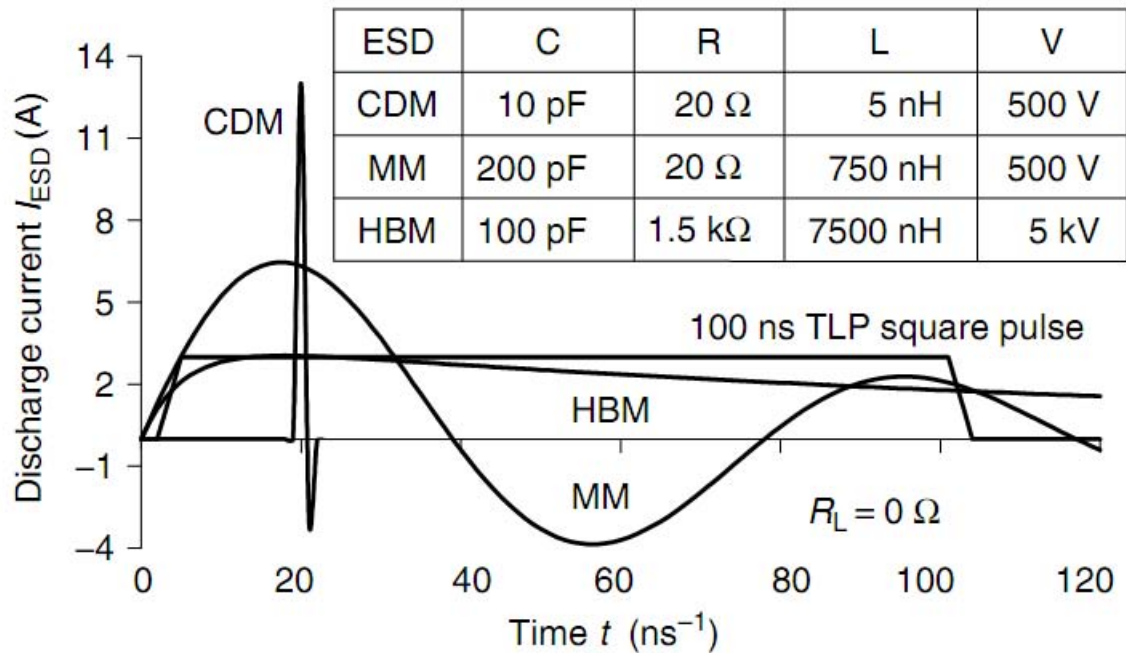 ESD C R L V
CDM 10 pF 20 Ω 5 nH 500 V
MM 200 pF 20 Ω 750 nH 500 V
HBM 100 pF 1.5 kΩ 7500 nH 5 kV
14
11
8
5
2
−1
−4
Discharge current I_ESD (A)
CDM
100 ns TLP square pulse
HBM
MM
R_L = 0 Ω
0 20 40 60 80 100 120
Time t (ns⁻¹)